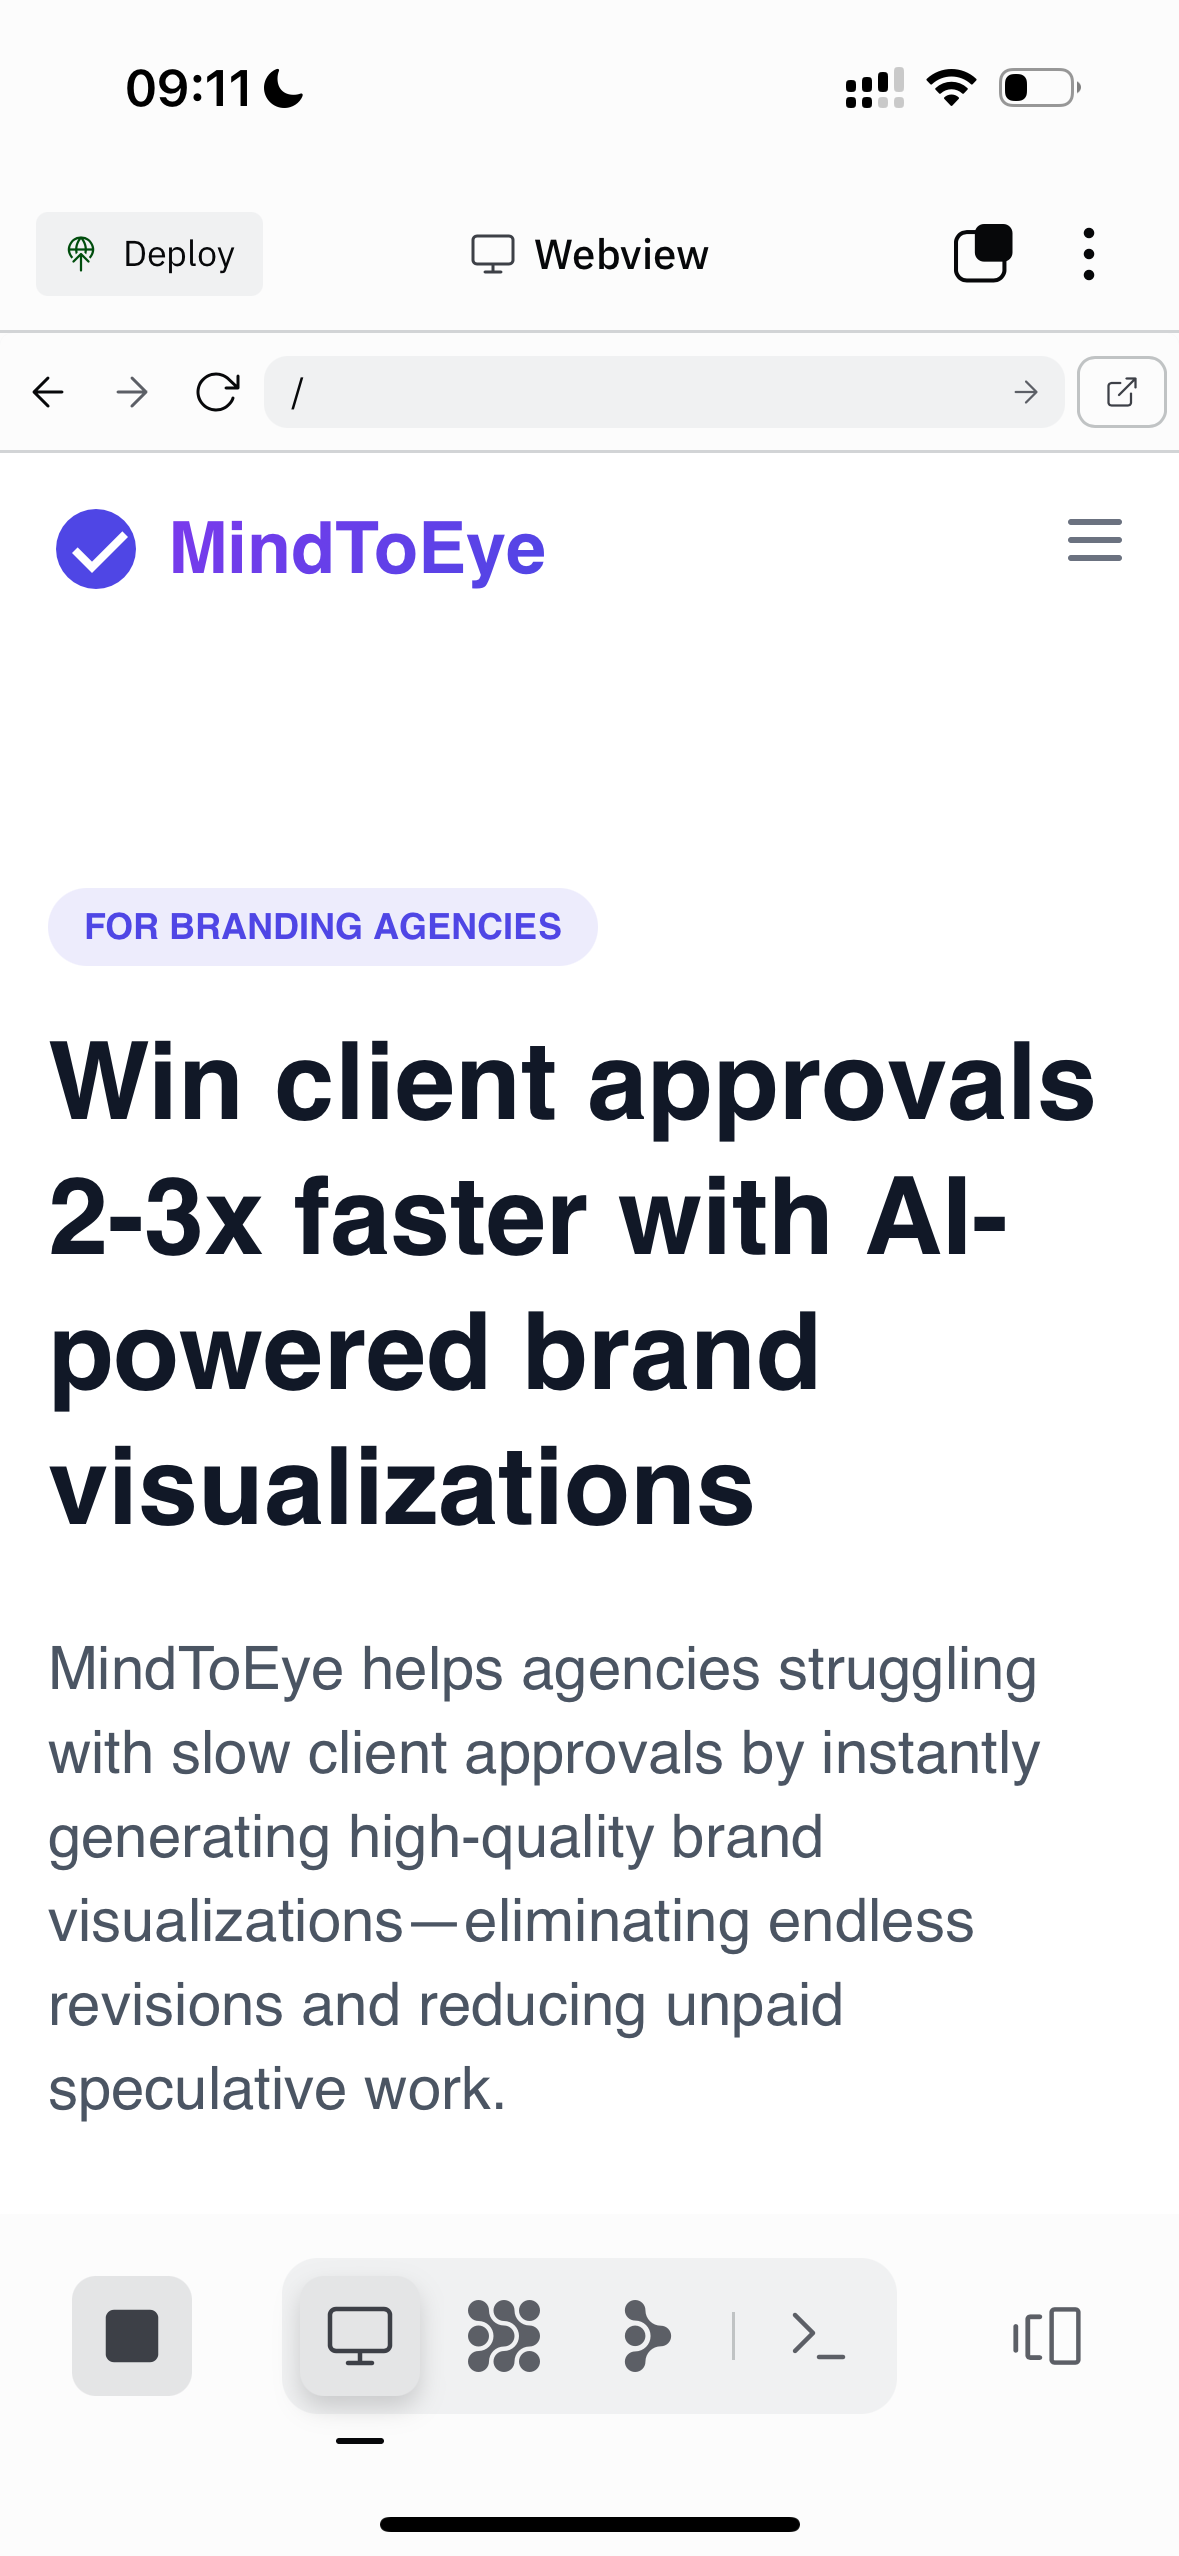 09:11
Deploy
Webview
/
MindToEye
FOR BRANDING AGENCIES
Win client approvals
2-3x faster with AI-
powered brand
visualizations
MindToEye helps agencies struggling
with slow client approvals by instantly
generating high-quality brand
visualizations—eliminating endless
revisions and reducing unpaid
speculative work.